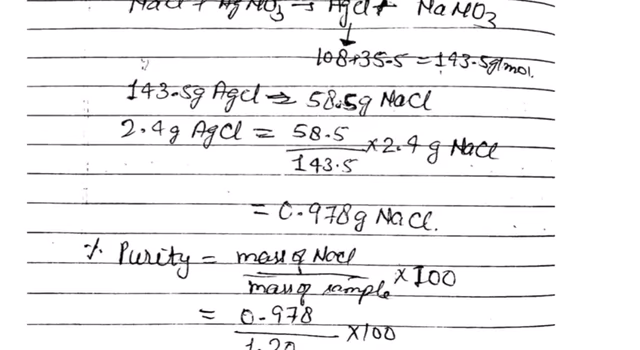 NaCl + AgNO3 → AgCl + NaNO3
108+35.5 = 143.5g/mol.
143.5g AgCl → 58.5g NaCl
2.4g AgCl = 58.5/143.5 × 2.4 g NaCl
= 0.978g NaCl.
% Purity = mass of NaCl/mass of sample × 100
= 0.978/1.20 × 100